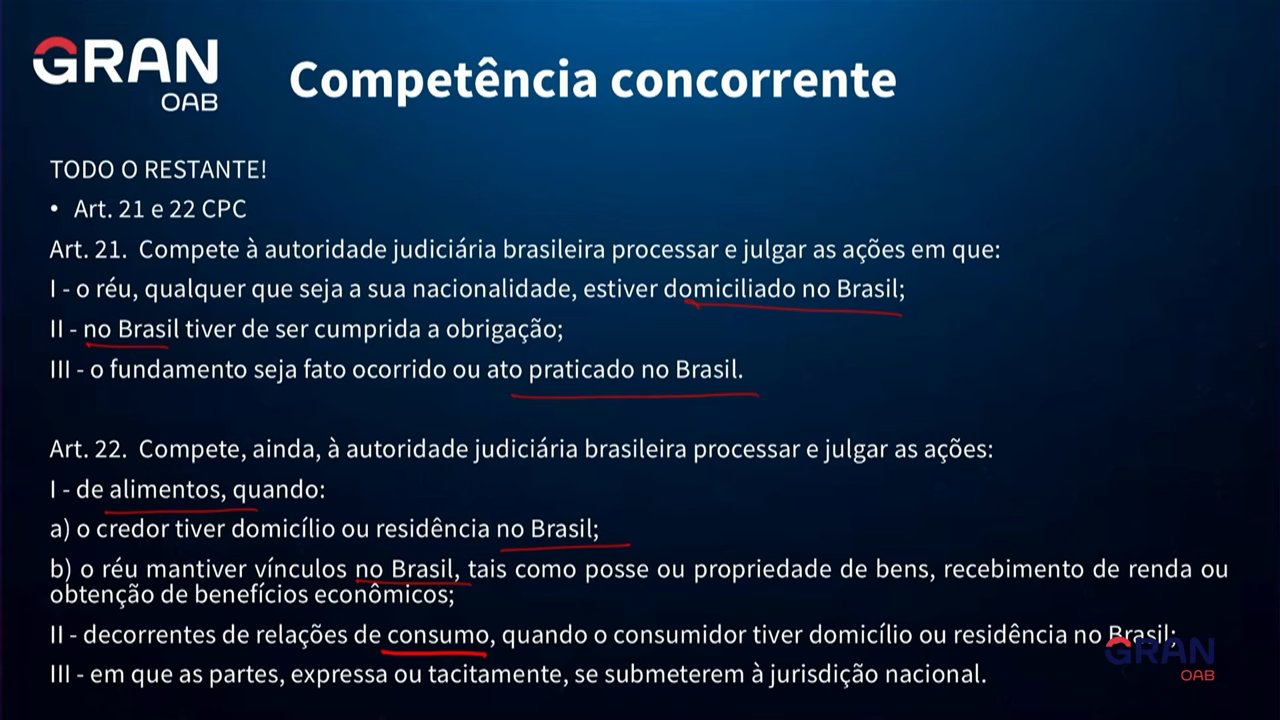 GRAN
OAB
Competência concorrente
TODO O RESTANTE!
• Art. 21 e 22 CPC
Art. 21. Compete à autoridade judiciária brasileira processar e julgar as ações em que:
I - o réu, qualquer que seja a sua nacionalidade, estiver domiciliado no Brasil;
II - no Brasil tiver de ser cumprida a obrigação;
III - o fundamento seja fato ocorrido ou ato praticado no Brasil.
Art. 22. Compete, ainda, à autoridade judiciária brasileira processar e julgar as ações:
I - de alimentos, quando:
a) o credor tiver domicílio ou residência no Brasil;
b) o réu mantiver vínculos no Brasil, tais como posse ou propriedade de bens, recebimento de renda ou
obtenção de benefícios econômicos;
II - decorrentes de relações de consumo, quando o consumidor tiver domicílio ou residência no Brasil;
III - em que as partes, expressa ou tacitamente, se submeterem à jurisdição nacional.
GRAN
OAB